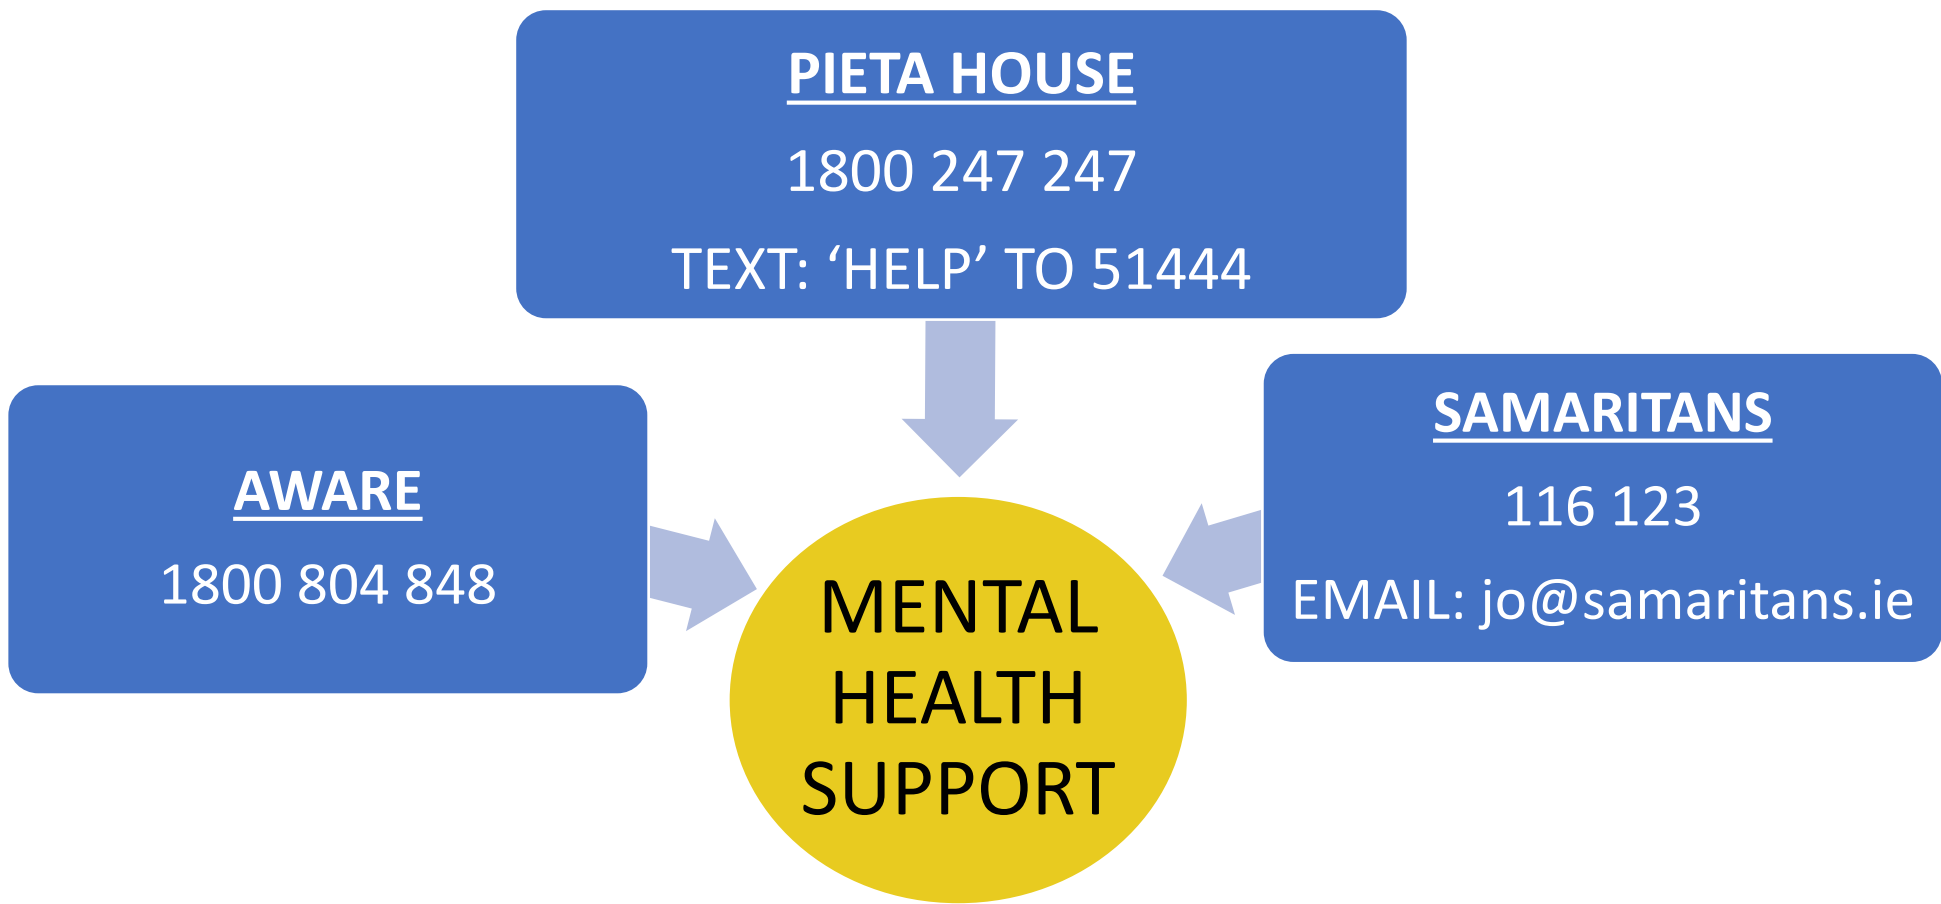 PIETA HOUSE
1800 247 247
TEXT: ‘HELP’ TO 51444
AWARE
1800 804 848
SAMARITANS
116 123
EMAIL: jo@samaritans.ie
MENTAL
HEALTH
SUPPORT